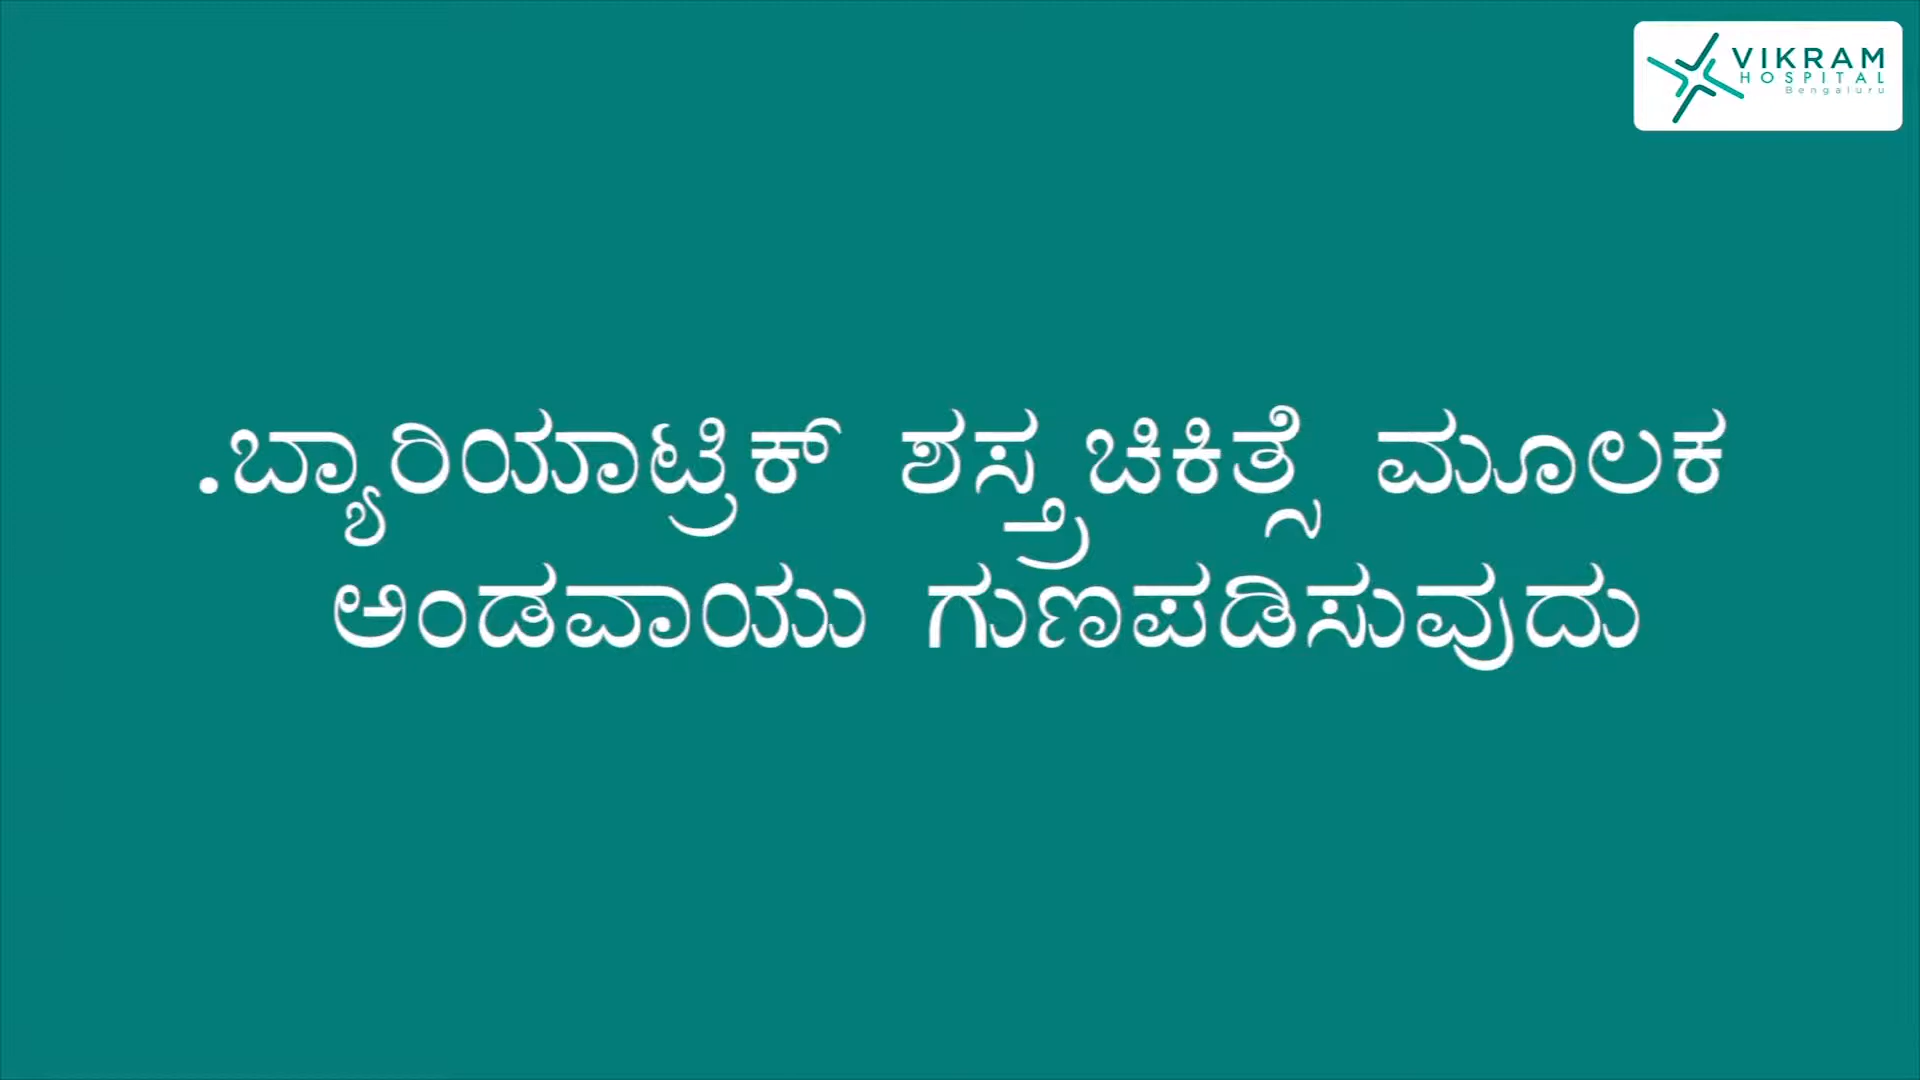 VIKRAM
HOSPITAL
Bengaluru
.ಬ್ಯಾರಿಯಾಟ್ರಿಕ್ ಶಸ್ತ್ರಚಿಕಿತ್ಸೆ ಮೂಲಕ
ಅಂಡವಾಯು ಗುಣಪಡಿಸುವುದು